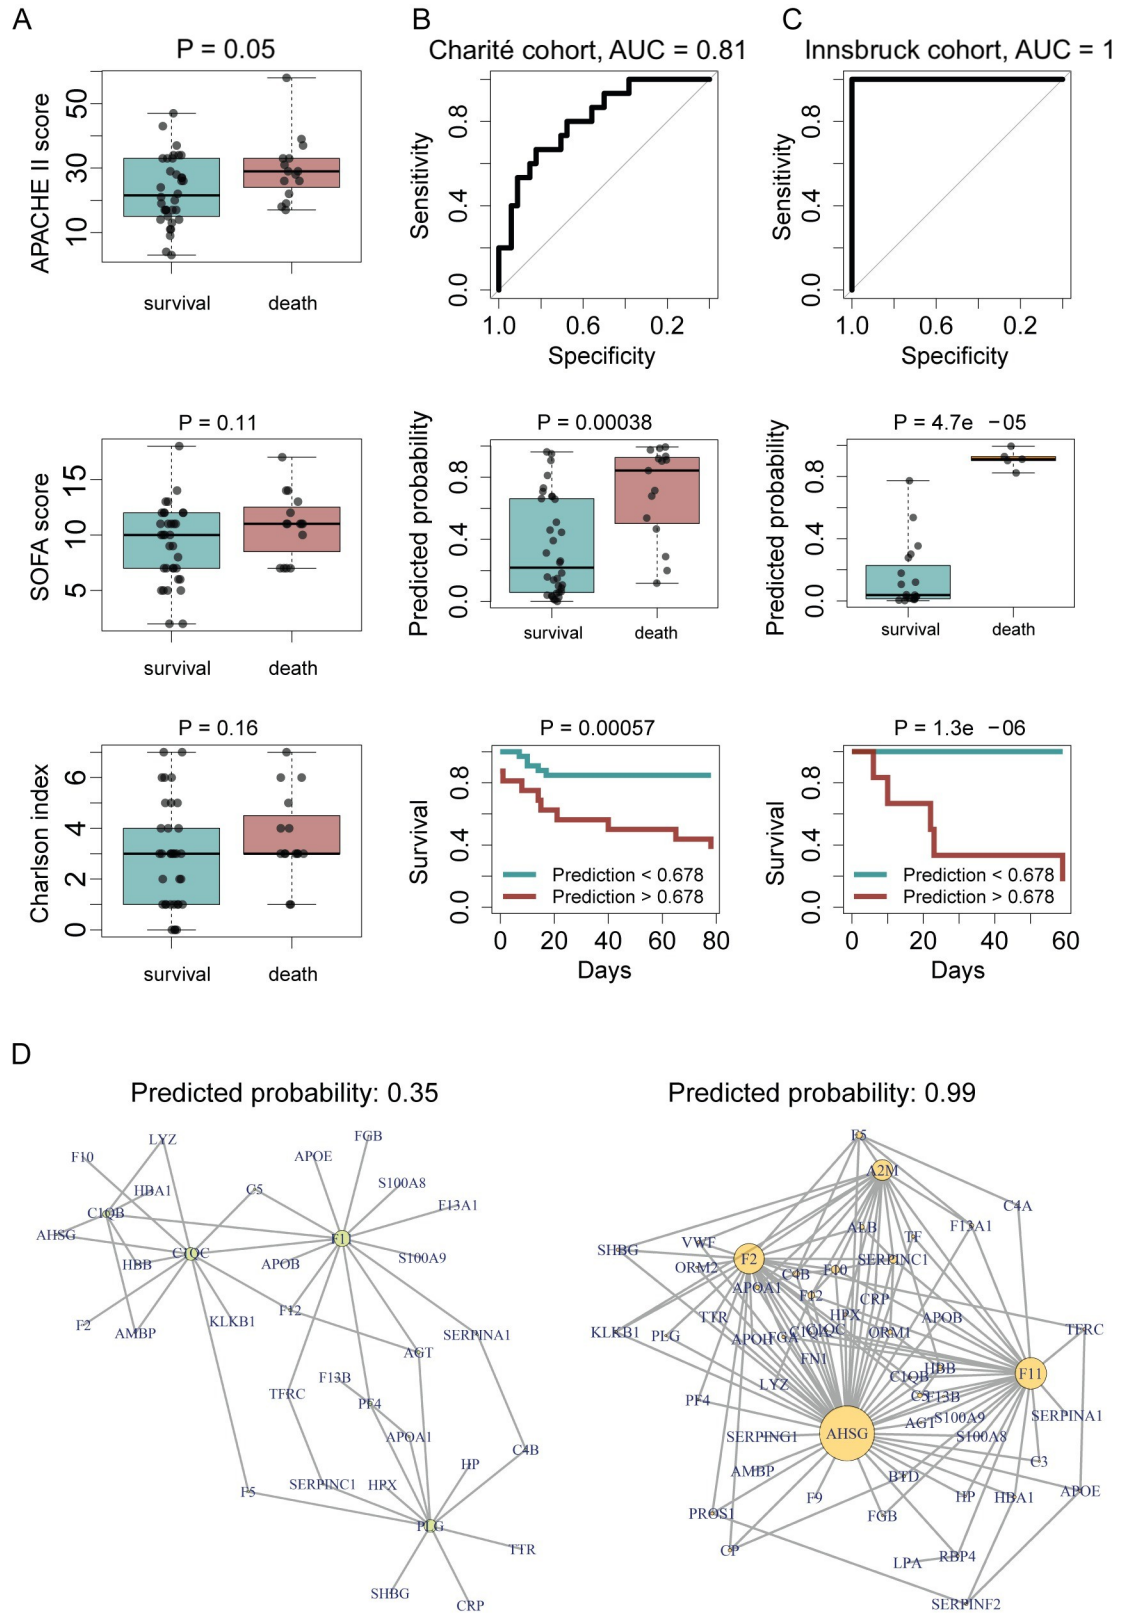 A
P = 0.05
APACHE II score
10 30 50
survival death
P = 0.11
SOFA score
5 10 15
survival death
P = 0.16
Charlson index
0 2 4 6
survival death
B
Charité cohort, AUC = 0.81
Sensitivity
0.0 0.4 0.8
1.0 0.6 0.2
Specificity
P = 0.00038
Predicted probability
0.0 0.4 0.8
survival death
P = 0.00057
Survival
0.0 0.4 0.8
Prediction < 0.678
Prediction > 0.678
0 20 40 60 80
Days
C
Innsbruck cohort, AUC = 1
Sensitivity
0.0 0.4 0.8
1.0 0.6 0.2
Specificity
P = 4.7e −05
Predicted probability
0.0 0.4 0.8
survival death
P = 1.3e −06
Survival
0.0 0.4 0.8
Prediction < 0.678
Prediction > 0.678
0 20 40 60
Days
D
Predicted probability: 0.35
LYZ
FGB
F10
APOE
HBA1
C5
S100A8
F13A1
C1QB
AHSG
C1QC
HBB
APOB
S100A9
F12
F2
AMBP
KLKB1
SERPINA1
AGT
F13B
TFRC
PF4
APOA1
C4B
HP
F5
SERPINC1
HPX
PLG
TTR
SHBG
CRP
Predicted probability: 0.99
F5
A2M
C4A
ALB
F13A1
TF
VWF
SHBG
F2
SERPINC1
ORM2
C4B
F10
APOA1
F12
CRP
HPX
APOB
TTR
KLKB1
PLG
FGA
C1QC
ORM1
TFRC
FN1
HBB
F11
C1QB
LYZ
C5
F13B
PF4
S100A9
AGT
SERPINA1
SERPING1
AHSG
S100A8
C3
AMBP
BTD
F9
HP
HBA1
APOE
PROS1
FGB
CP
LPA
RBP4
SERPINF2